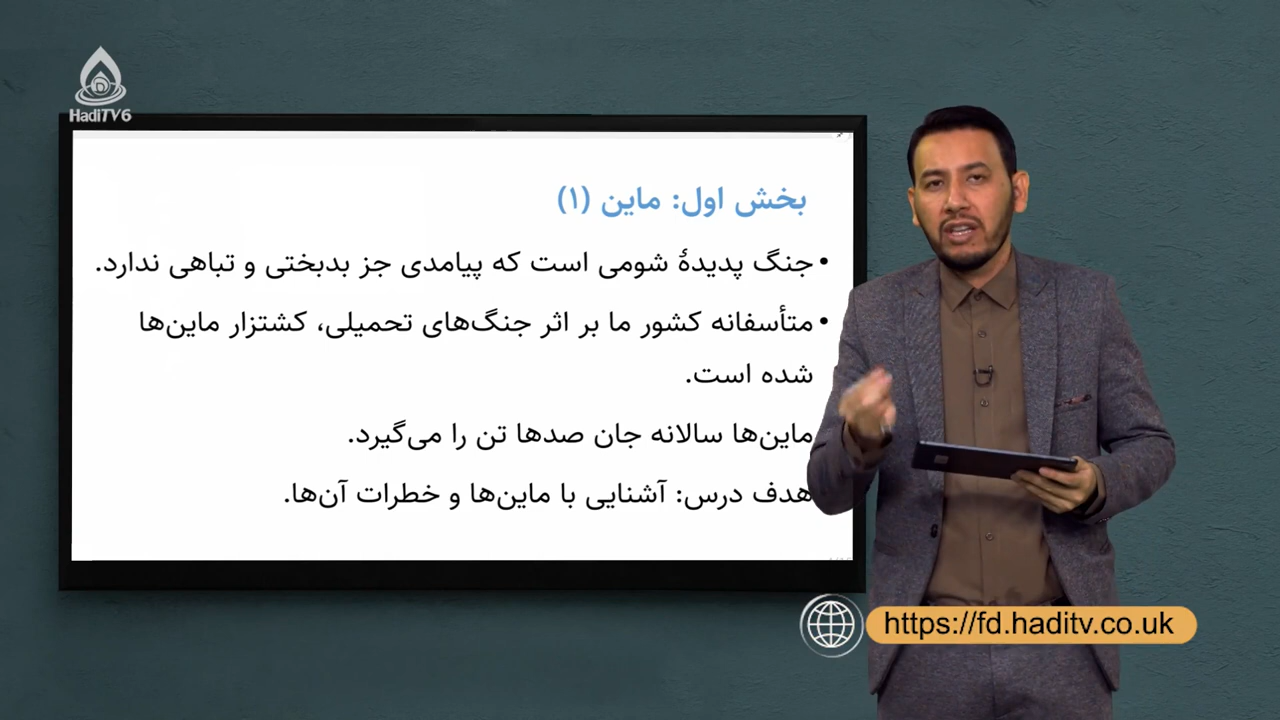 HadiTV6
بخش اول: ماین (۱)
• جنگ پدیدهٔ شومی است که پیامدی جز بدبختی و تباهی ندارد.
• متأسفانه کشور ما بر اثر جنگ‌های تحمیلی، کشتزار ماین‌ها
شده است.
ماین‌ها سالانه جان صدها تن را می‌گیرد.
هدف درس: آشنایی با ماین‌ها و خطرات آن‌ها.
https://fd.haditv.co.uk